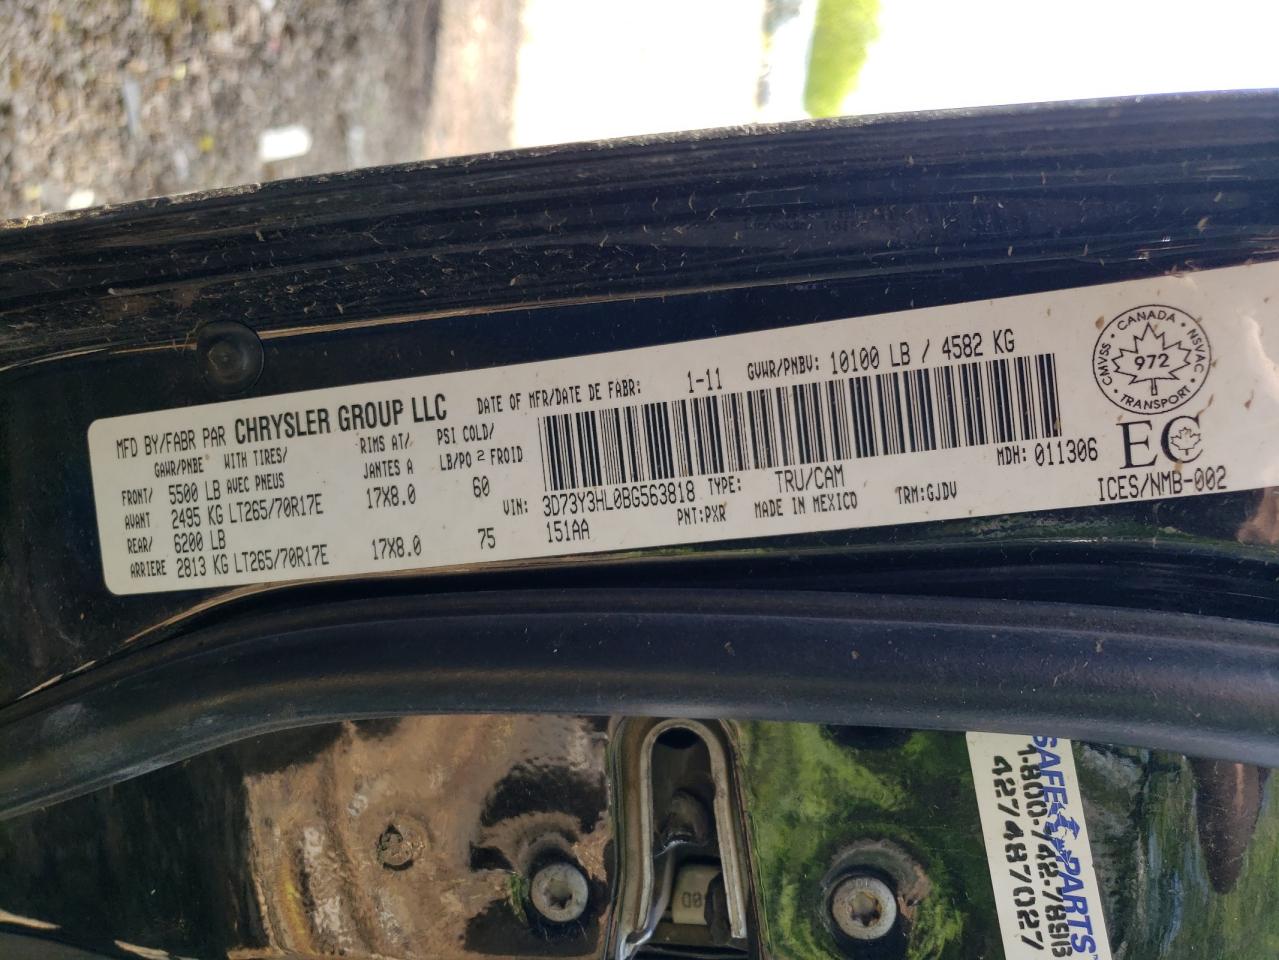 MFD BY/FABR PAR CHRYSLER GROUP LLC DATE OF MFR/DATE DE FABR: 1-11 GVWR/PNBV: 10100 LB / 4582 KG
GAWR/PNBE WITH TIRES/ RIMS AT/ PSI COLD/
AVEC PNEUS JANTES A LB/PO 2 FROID
FRONT/ 5500 LB
AVANT 2495 KG LT265/70R17E 17X8.0 60
REAR/ 6200 LB
ARRIERE 2813 KG LT265/70R17E 17X8.0 75
VIN: 3D73Y3HL0BG563818 TYPE: TRU/CAM MDH: 011306
151AA PNT:PXR MADE IN MEXICO TRM:GJDV
CANADA
CMVSS NSVAC
972
TRANSPORT
EC
ICES/NMB-002
SAFE PARTS
1.800.742.7898
427487027